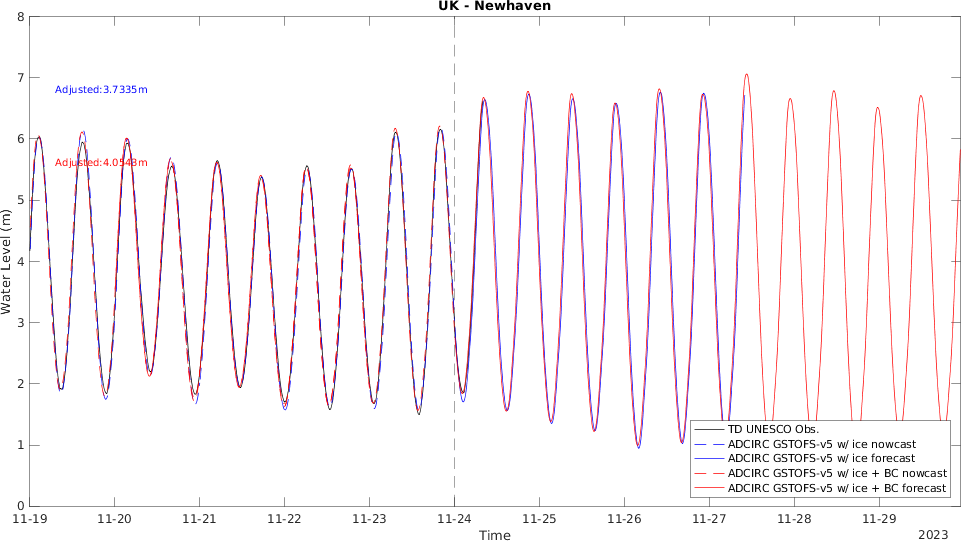 UK - Newhaven
8
7
6
5
4
3
2
1
0
Water Level (m)
Adjusted:3.7335m
Adjusted:4.0543m
TD UNESCO Obs.
ADCIRC GSTOFS-v5 w/ ice nowcast
ADCIRC GSTOFS-v5 w/ ice forecast
ADCIRC GSTOFS-v5 w/ ice + BC nowcast
ADCIRC GSTOFS-v5 w/ ice + BC forecast
11-19 11-20 11-21 11-22 11-23 11-24 11-25 11-26 11-27 11-28 11-29
Time
2023